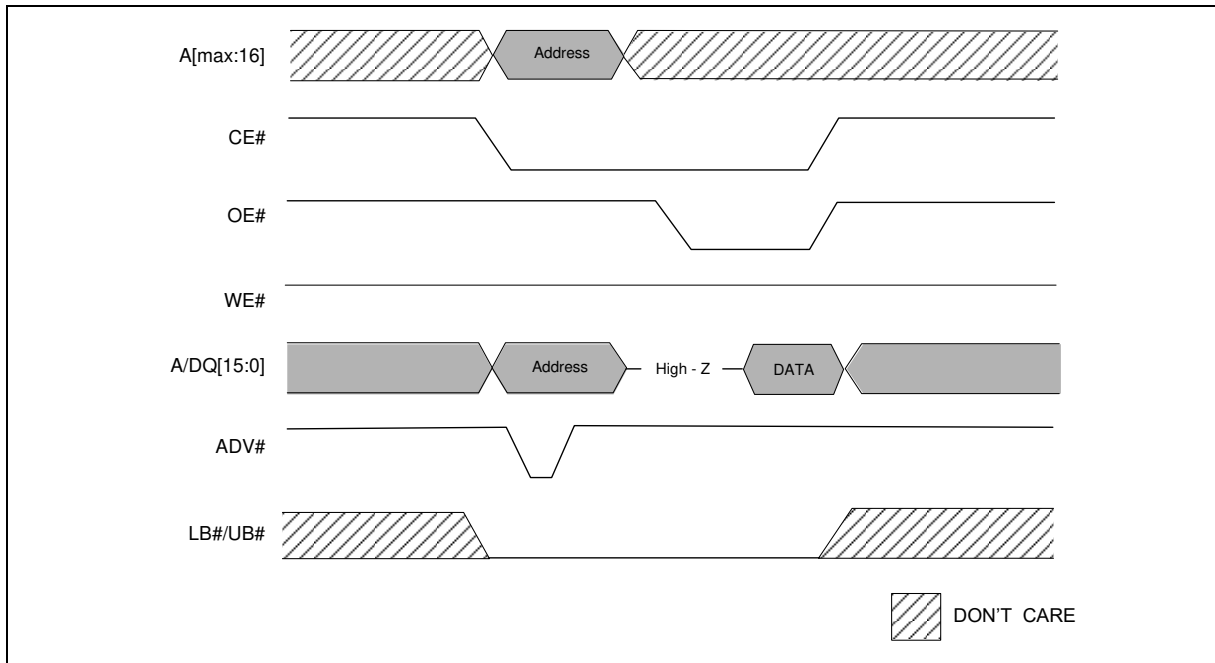 A[max:16]
Address
CE#
OE#
WE#
A/DQ[15:0]
Address
High - Z
DATA
ADV#
LB#/UB#
DON'T CARE